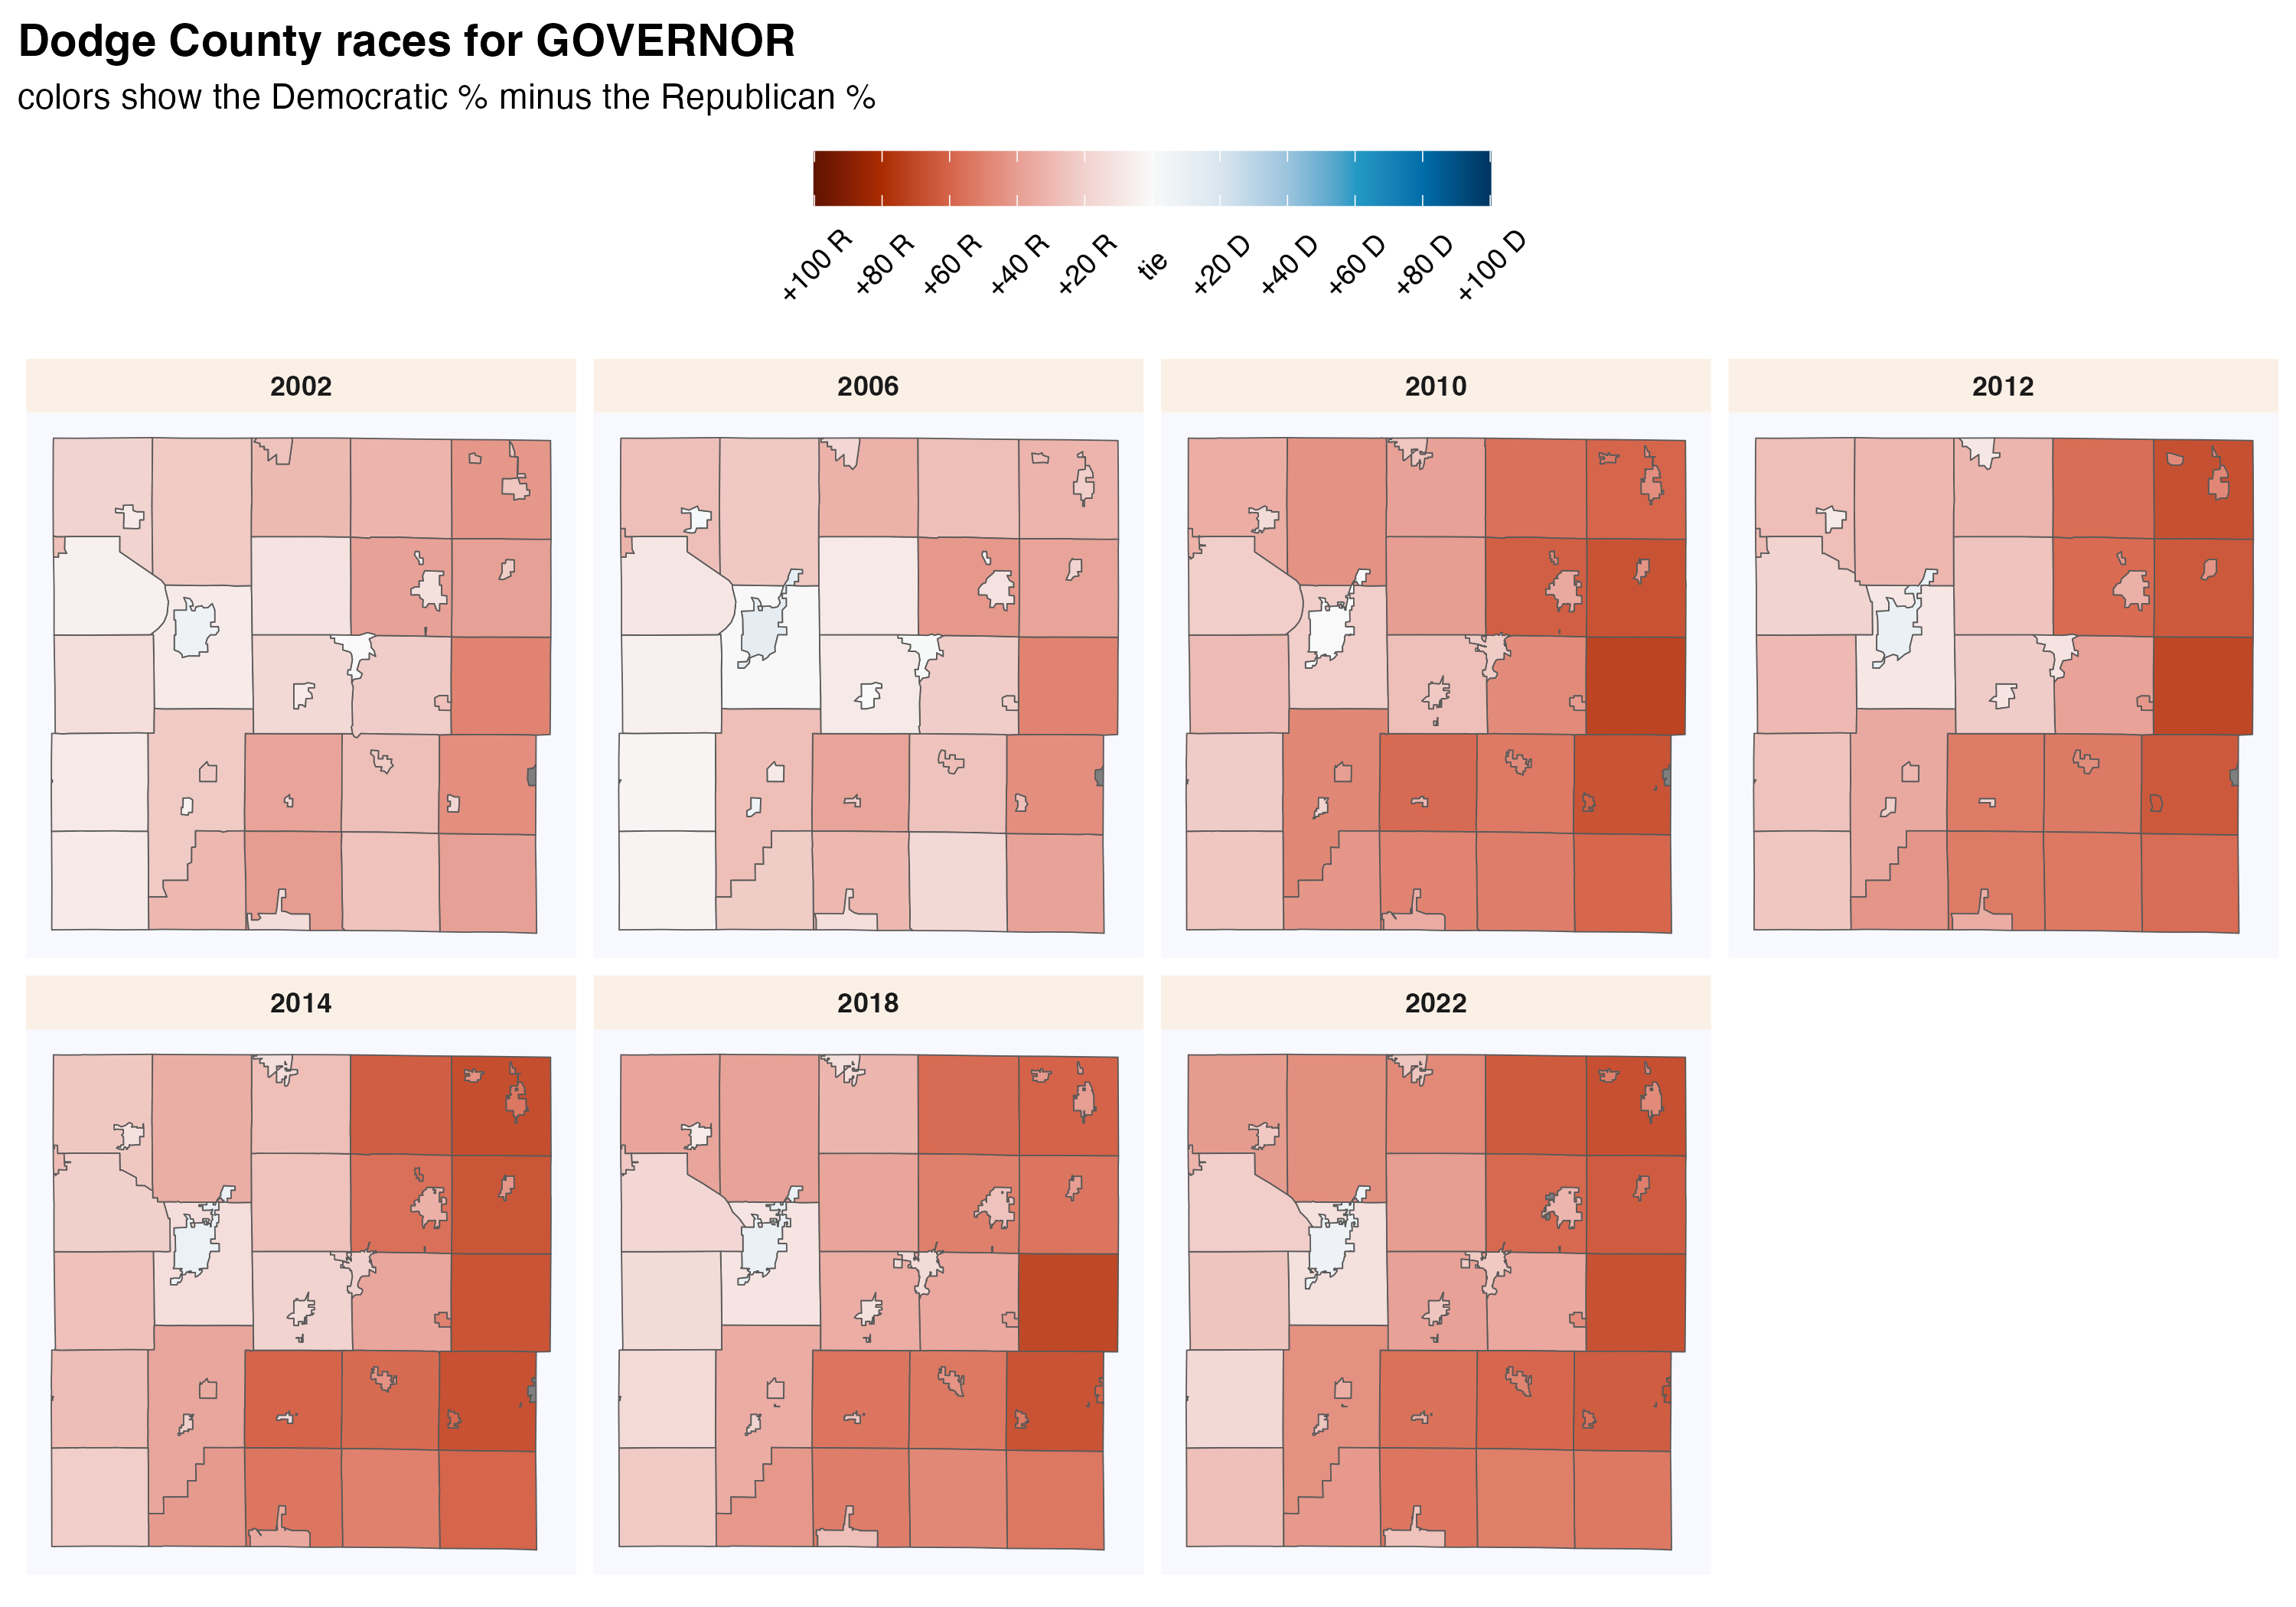 Dodge County races for GOVERNOR
colors show the Democratic % minus the Republican %
+100 R
+80 R
+60 R
+40 R
+20 R
tie
+20 D
+40 D
+60 D
+80 D
+100 D
2002
2006
2010
2012
2014
2018
2022